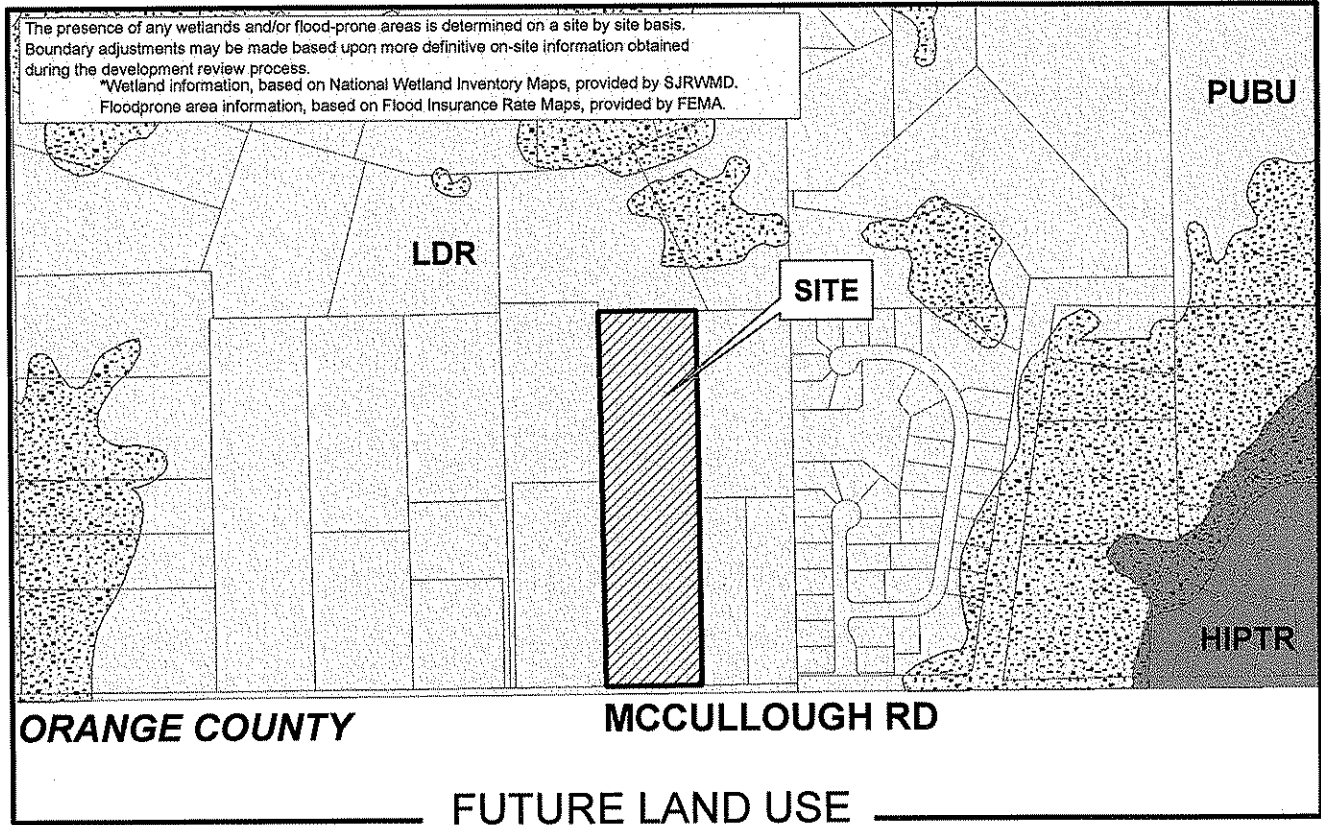 The presence of any wetlands and/or flood-prone areas is determined on a site by site basis.
Boundary adjustments may be made based upon more definitive on-site information obtained
during the development review process.
*Wetland information, based on National Wetland Inventory Maps, provided by SJRWMD.
Floodprone area information, based on Flood Insurance Rate Maps, provided by FEMA.
PUBU
LDR
SITE
HIPTR
ORANGE COUNTY
MCCULLOUGH RD
FUTURE LAND USE